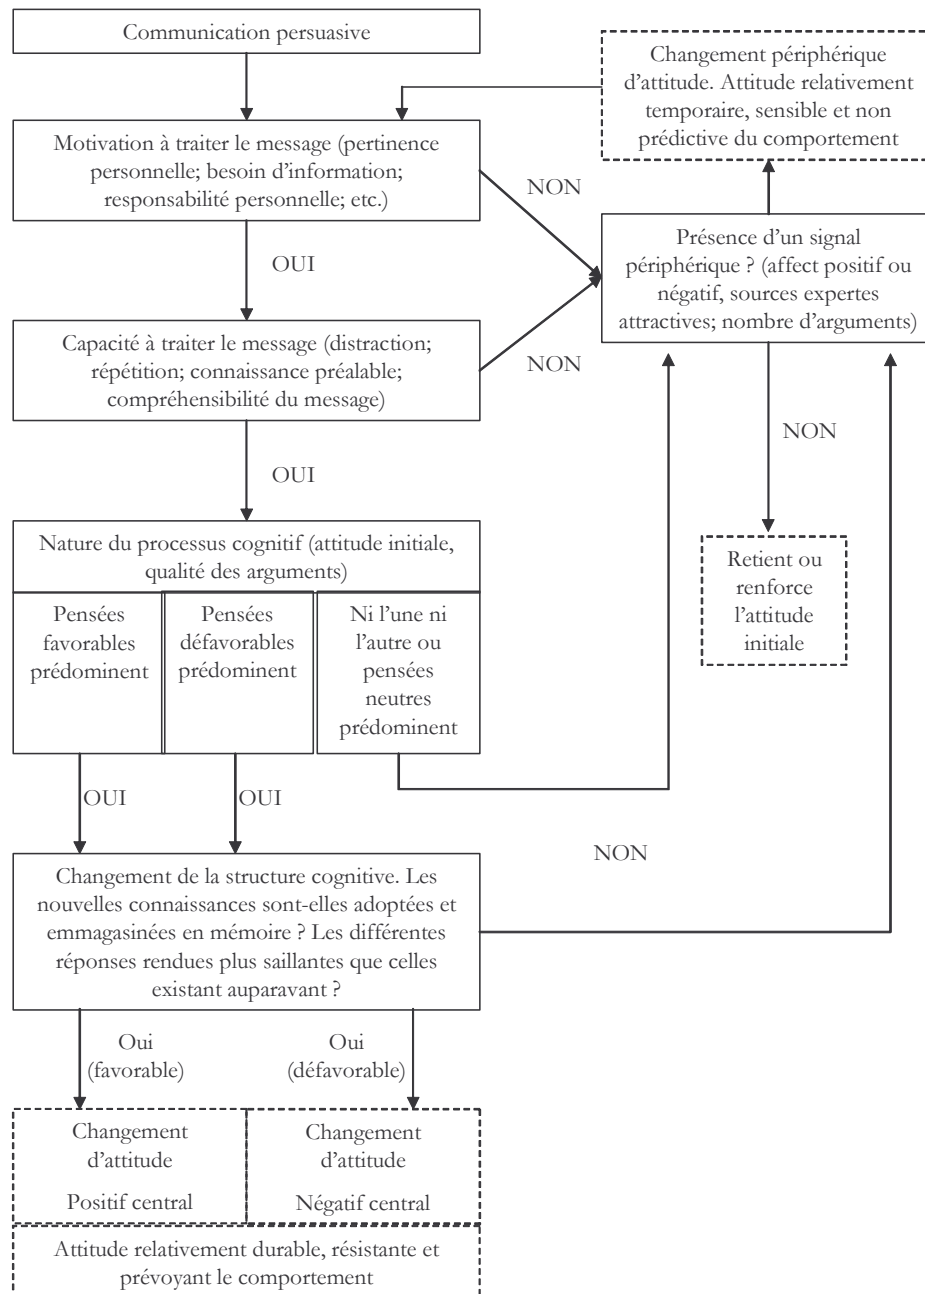 Communication persuasive
Changement périphérique
d'attitude. Attitude relativement
temporaire, sensible et non
prédictive du comportement
Motivation à traiter le message (pertinence
personnelle; besoin d'information;
responsabilité personnelle; etc.)
NON
OUI
Présence d'un signal
périphérique ? (affect positif ou
négatif, sources expertes
attractives; nombre d'arguments)
Capacité à traiter le message (distraction;
répétition; connaissance préalable;
compréhensibilité du message)
NON
NON
OUI
Nature du processus cognitif (attitude initiale,
qualité des arguments)
Retient ou
renforce
l'attitude
initiale
Pensées
favorables
prédominent
Pensées
défavorables
prédominent
Ni l'une ni
l'autre ou
pensées
neutres
prédominent
OUI
OUI
NON
Changement de la structure cognitive. Les
nouvelles connaissances sont-elles adoptées et
emmagasinées en mémoire ? Les différentes
réponses rendues plus saillantes que celles
existant auparavant ?
Oui
(favorable)
Oui
(défavorable)
Changement
d'attitude
Positif central
Changement
d'attitude
Négatif central
Attitude relativement durable, résistante et
prévoyant le comportement